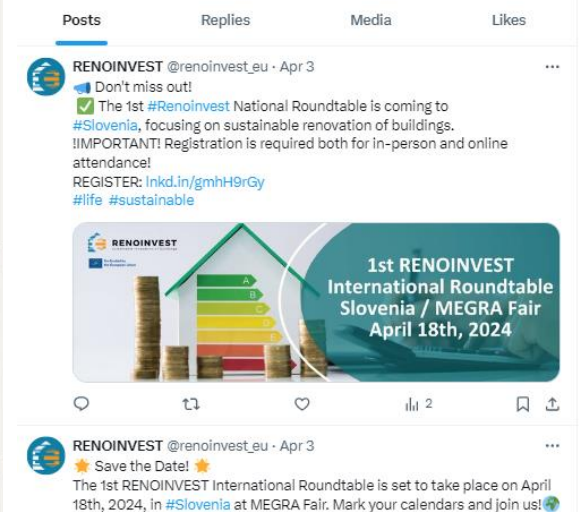 Posts Replies Media Likes
RENOINVEST @renoinvest_eu · Apr 3
📣 Don't miss out!
✅ The 1st #Renoinvest National Roundtable is coming to
#Slovenia, focusing on sustainable renovation of buildings.
!IMPORTANT! Registration is required both for in-person and online
attendance!
REGISTER: lnkd.in/gmhH9rGy
#life #sustainable
RENOINVEST
A
B
C
D
E
1st RENOINVEST
International Roundtable
Slovenia / MEGRA Fair
April 18th, 2024
2
RENOINVEST @renoinvest_eu · Apr 3
🌟 Save the Date! 🌟
The 1st RENOINVEST International Roundtable is set to take place on April
18th, 2024, in #Slovenia at MEGRA Fair. Mark your calendars and join us!🌍